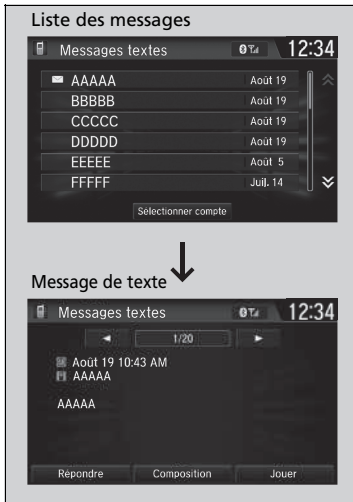 Liste des messages
Messages textes 12:34
AAAAA Août 19
BBBBB Août 19
CCCCC Août 19
DDDDD Août 19
EEEEE Août 5
FFFFF Juil. 14
Sélectionner compte
Message de texte
Messages textes 12:34
1/20
Août 19 10:43 AM
AAAAA
AAAAA
Répondre Composition Jouer